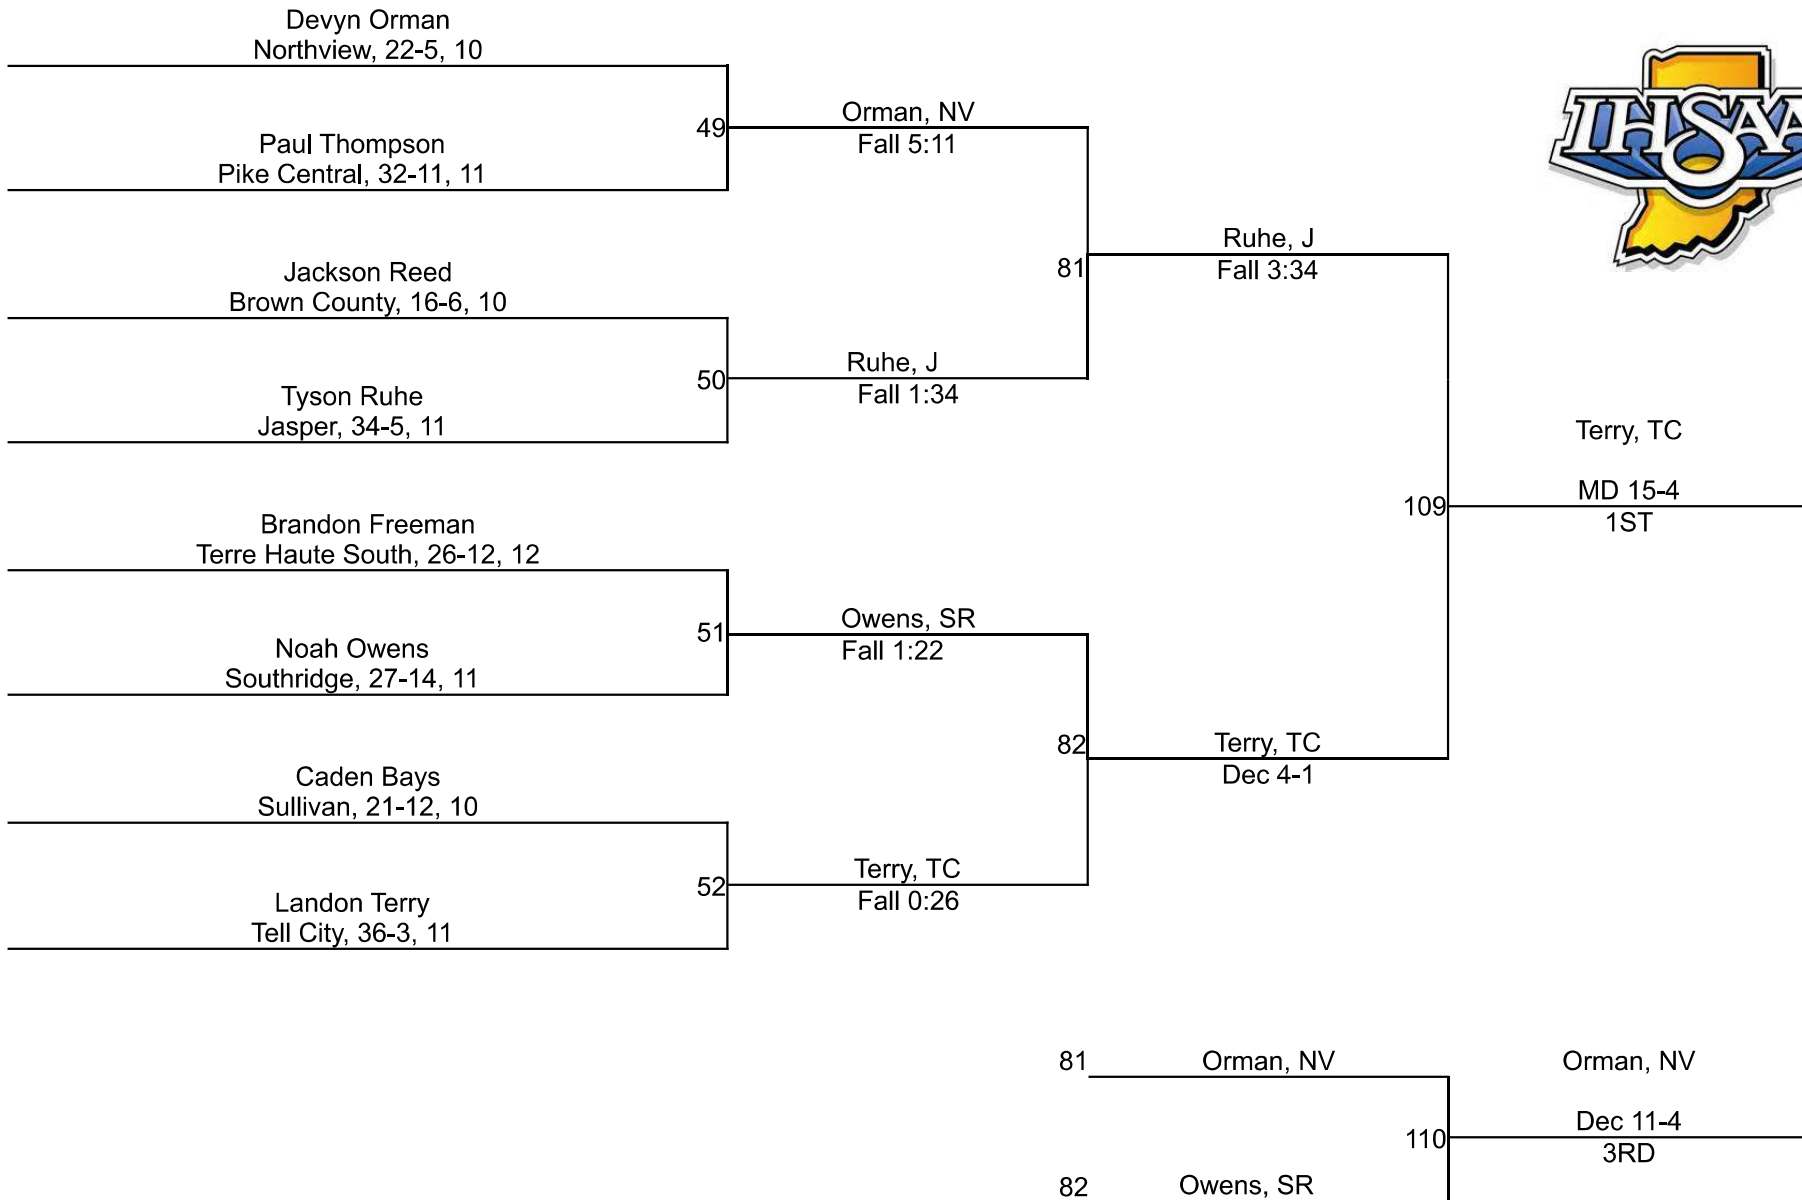 Devyn Orman
Northview, 22-5, 10
49
Orman, NV
Fall 5:11
Paul Thompson
Pike Central, 32-11, 11
IHSAA
81
Ruhe, J
Fall 3:34
Jackson Reed
Brown County, 16-6, 10
50
Ruhe, J
Fall 1:34
Tyson Ruhe
Jasper, 34-5, 11
109
Terry, TC
MD 15-4
1ST
Brandon Freeman
Terre Haute South, 26-12, 12
51
Owens, SR
Fall 1:22
Noah Owens
Southridge, 27-14, 11
82
Terry, TC
Dec 4-1
Caden Bays
Sullivan, 21-12, 10
52
Terry, TC
Fall 0:26
Landon Terry
Tell City, 36-3, 11
81
Orman, NV
110
Orman, NV
Dec 11-4
3RD
82
Owens, SR